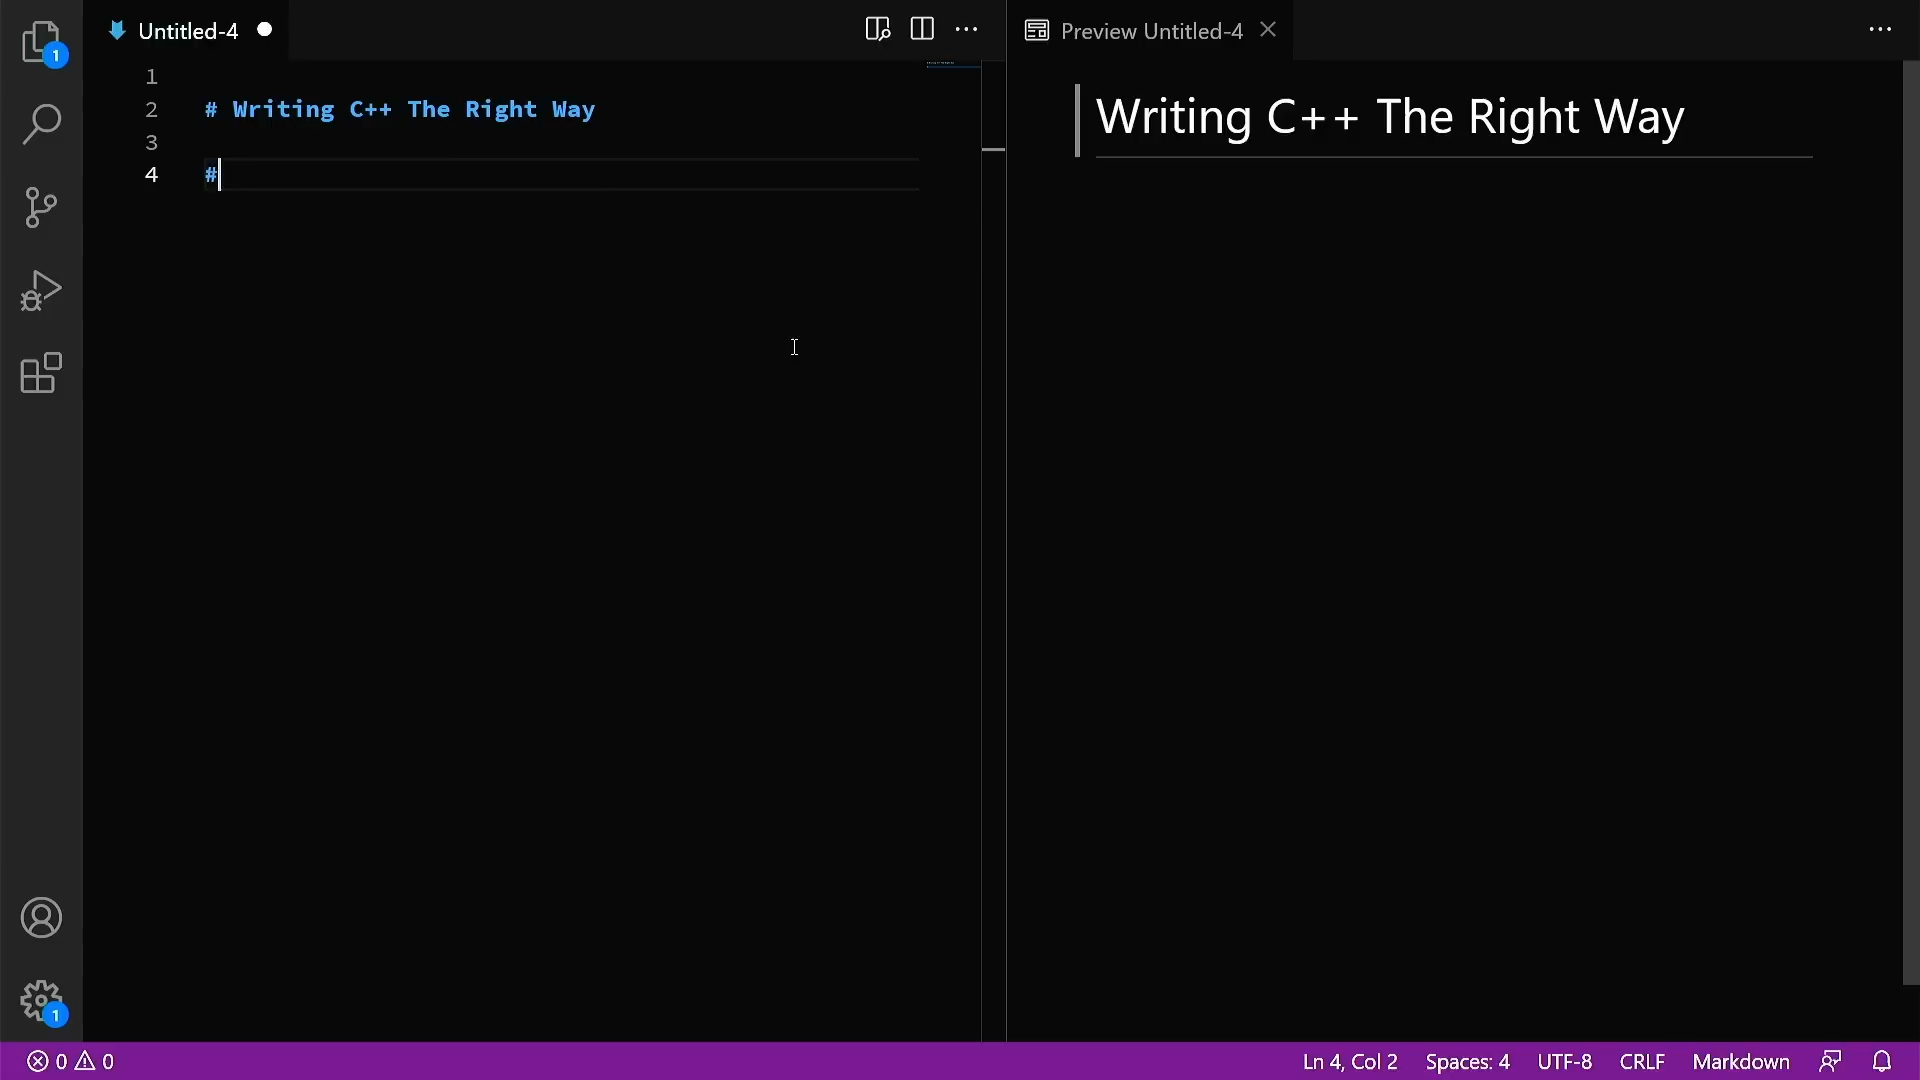 Untitled-4
Preview Untitled-4
1
1
2 # Writing C++ The Right Way
3
4 #
Writing C++ The Right Way
1
0 0
Ln 4, Col 2 Spaces: 4 UTF-8 CRLF Markdown